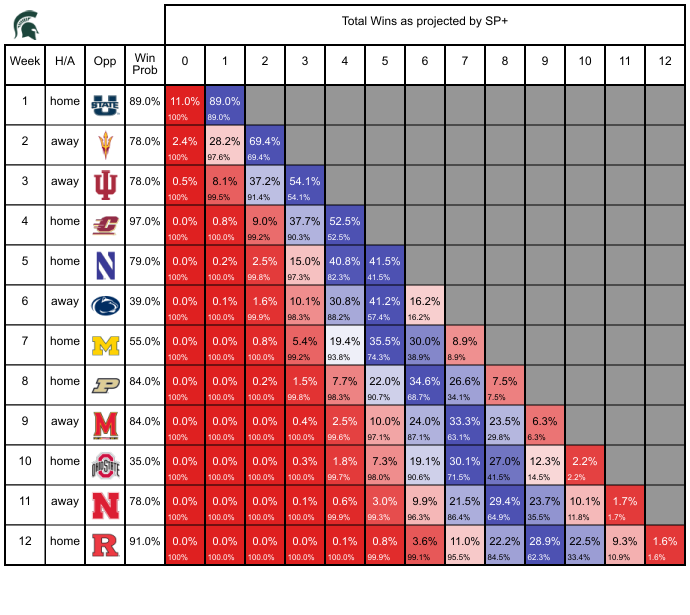 Total Wins as projected by SP+
Week H/A Opp Win Prob 0 1 2 3 4 5 6 7 8 9 10 11 12
1 home U STATE 89.0% 11.0% 89.0%
100% 89.0%
2 away 78.0% 2.4% 28.2% 69.4%
100% 97.6% 69.4%
3 away IU 78.0% 0.5% 8.1% 37.2% 54.1%
100% 99.5% 91.4% 54.1%
4 home C 97.0% 0.0% 0.8% 9.0% 37.7% 52.5%
100% 100.0% 99.2% 90.3% 52.5%
5 home N 79.0% 0.0% 0.2% 2.5% 15.0% 40.8% 41.5%
100% 100.0% 99.8% 97.3% 82.3% 41.5%
6 away 39.0% 0.0% 0.1% 1.6% 10.1% 30.8% 41.2% 16.2%
100% 100.0% 99.9% 98.3% 88.2% 57.4% 16.2%
7 home M 55.0% 0.0% 0.0% 0.8% 5.4% 19.4% 35.5% 30.0% 8.9%
100% 100.0% 100.0% 99.2% 93.8% 74.3% 38.9% 8.9%
8 home P 84.0% 0.0% 0.0% 0.2% 1.5% 7.7% 22.0% 34.6% 26.6% 7.5%
100% 100.0% 100.0% 99.8% 98.3% 90.7% 68.7% 34.1% 7.5%
9 away M 84.0% 0.0% 0.0% 0.0% 0.4% 2.5% 10.0% 24.0% 33.3% 23.5% 6.3%
100% 100.0% 100.0% 100.0% 99.6% 97.1% 87.1% 63.1% 29.8% 6.3%
10 home OHIO STATE 35.0% 0.0% 0.0% 0.0% 0.3% 1.8% 7.3% 19.1% 30.1% 27.0% 12.3% 2.2%
100% 100.0% 100.0% 100.0% 99.7% 98.0% 90.6% 71.5% 41.5% 14.5% 2.2%
11 away N 78.0% 0.0% 0.0% 0.0% 0.1% 0.6% 3.0% 9.9% 21.5% 29.4% 23.7% 10.1% 1.7%
100% 100.0% 100.0% 100.0% 99.9% 99.3% 96.3% 86.4% 64.9% 35.5% 11.8% 1.7%
12 home R 91.0% 0.0% 0.0% 0.0% 0.0% 0.1% 0.8% 3.6% 11.0% 22.2% 28.9% 22.5% 9.3% 1.6%
100% 100.0% 100.0% 100.0% 100.0% 99.9% 99.1% 95.5% 84.5% 62.3% 33.4% 10.9% 1.6%